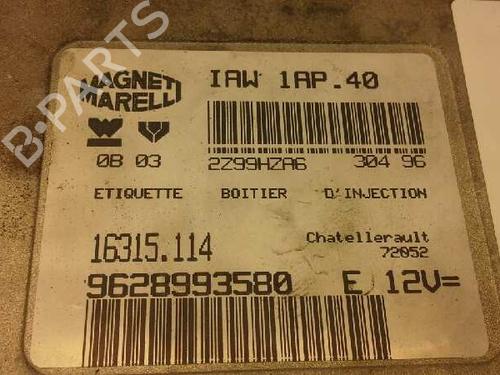 MAGNETI MARELLI
IAW 1AP.40
08 03
2Z99HZA6 304 96
ETIQUETTE BOITIER D'INJECTION
16315.114
Chatellerault
72052
9628993580 E 12V=
B-PARTS